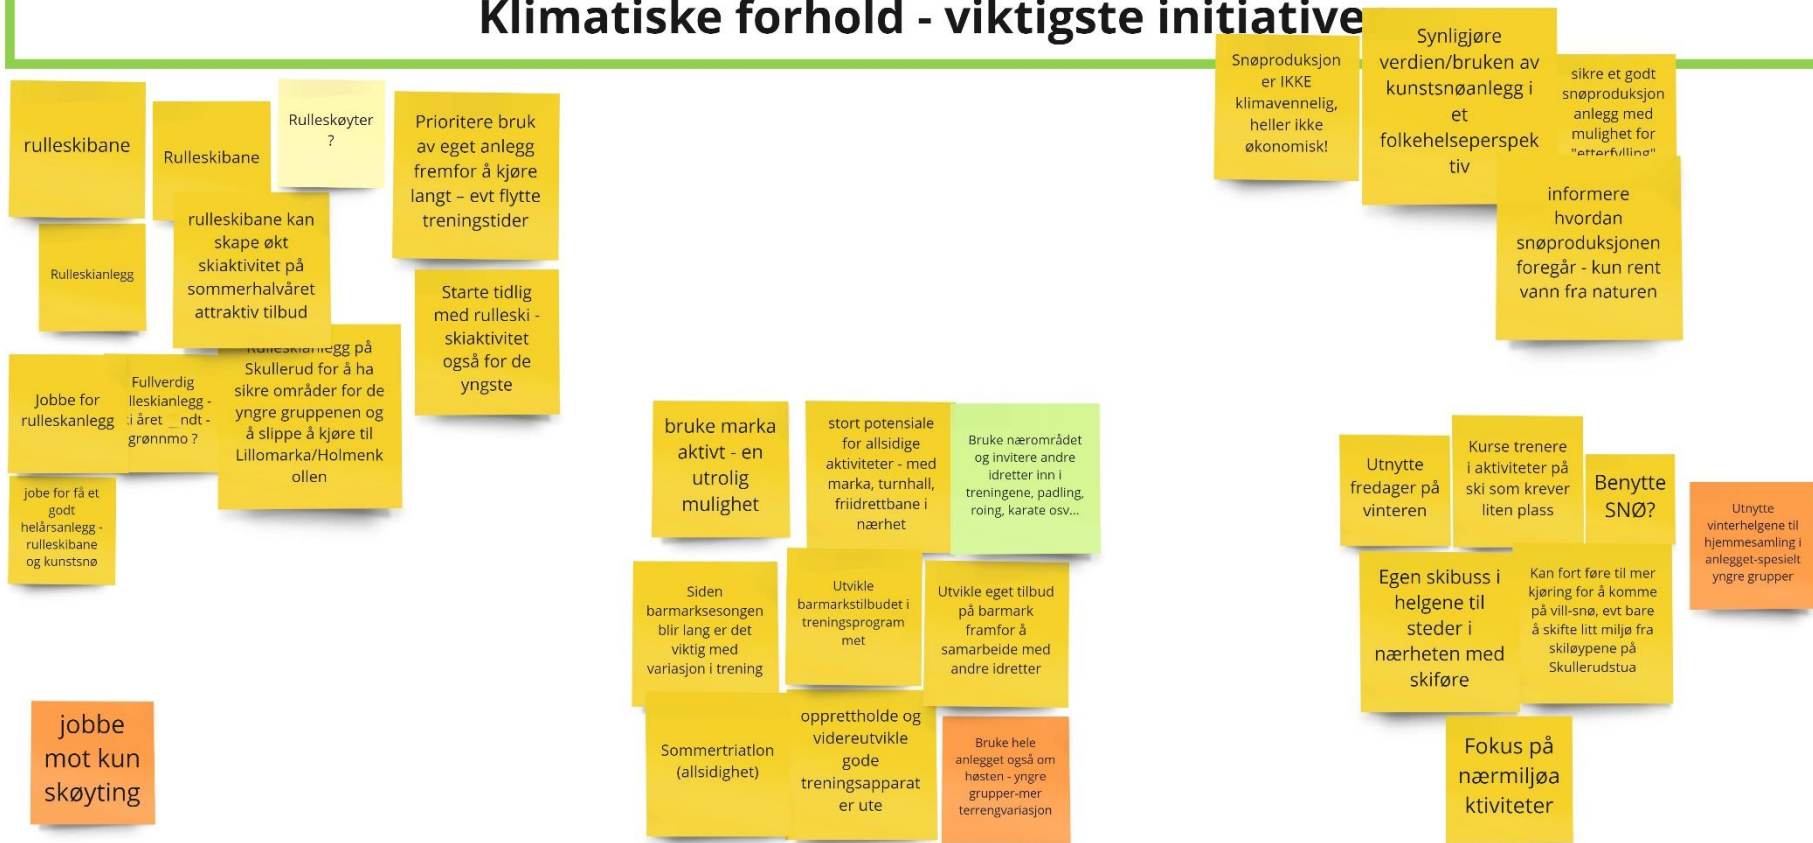 Klimatiske forhold - viktigste initiative
rulleskibane
Rulleskibane
Rulleskøyter
?
Prioritere bruk
av eget anlegg
fremfor å kjøre
langt – evt flytte
treningstider
Rulleskianlegg
rulleskibane kan
skape økt
skiaktivitet på
sommerhalvåret
attraktiv tilbud
Starte tidlig
med rulleski -
skiaktivitet
også for de
yngste
Jobbe for
rulleskanlegg
Fullverdig
lleskianlegg -
i året __ndt -
grønnmo ?
Rulleskianlegg på
Skullerud for å ha
sikre områder for de
yngre gruppenen og
å slippe å kjøre til
Lillomarka/Holmenk
ollen
jobe for få et
godt
helårsanlegg -
rulleskibane
og kunstsnø
jobbe
mot kun
skøyting
bruke marka
aktivt - en
utrolig
mulighet
stort potensiale
for allsidige
aktiviteter - med
marka, turnhall,
friidrettbane i
nærhet
Bruke nærområdet
og invitere andre
idretter inn i
treningene, padling,
roing, karate osv...
Siden
barmarksesongen
blir lang er det
viktig med
variasjon i trening
Utvikle
barmarkstilbudet i
treningsprogram
met
Utvikle eget tilbud
på barmark
framfor å
samarbeide med
andre idretter
Sommertriatlon
(allsidighet)
opprettholde og
videreutvikle
gode
treningsapparat
er ute
Bruke hele
anlegget også om
høsten - yngre
grupper-mer
terrengvariasjon
Snøproduksjon
er IKKE
klimavennelig,
heller ikke
økonomisk!
Synligjøre
verdien/bruken av
kunstsnøanlegg i
et
folkehelseperspek
tiv
sikre et godt
snøproduksjon
anlegg med
mulighet for
"etterfylling"
informere
hvordan
snøproduksjonen
foregår - kun rent
vann fra naturen
Utnytte
fredager på
vinteren
Kurse trenere
i aktiviteter på
ski som krever
liten plass
Benytte
SNØ?
Utnytte
vinterhelgene til
hjemmesamling i
anlegget-spesielt
yngre grupper
Egen skibuss i
helgene til
steder i
nærheten med
skiføre
Kan fort føre til mer
kjøring for å komme
på vill-snø, evt bare
å skifte litt miljø fra
skiløypene på
Skullerudstua
Fokus på
nærmiljøa
ktiviteter